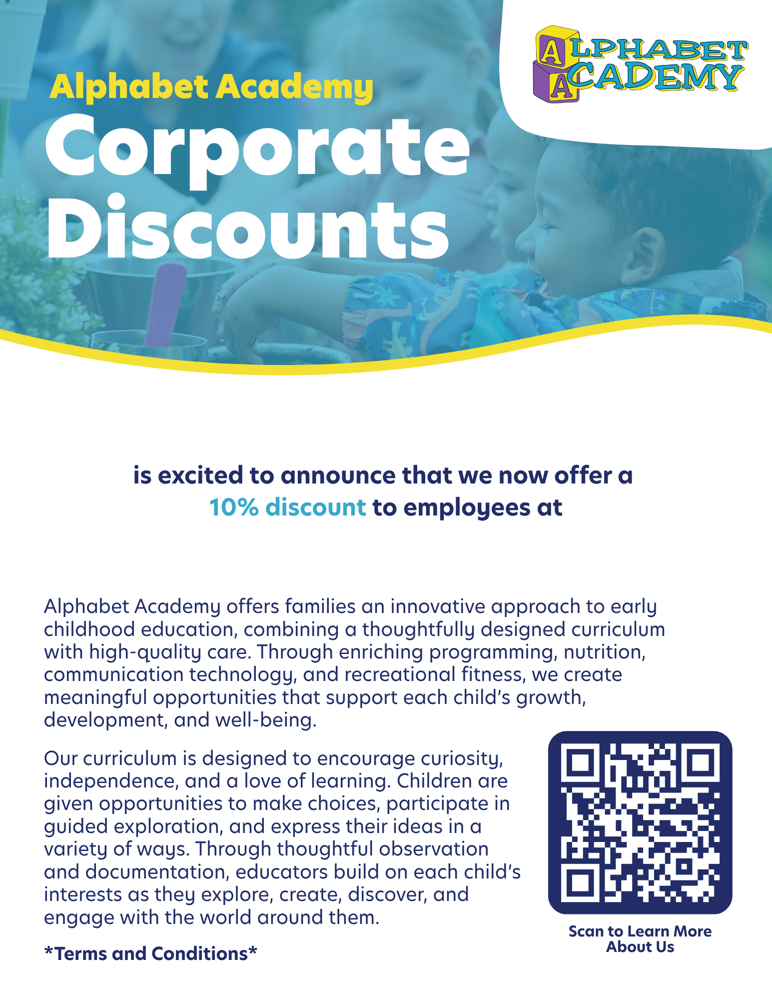 Alphabet Academy
Corporate
Discounts
ALPHABET
ACADEMY
is excited to announce that we now offer a
10% discount to employees at
Alphabet Academy offers families an innovative approach to early
childhood education, combining a thoughtfully designed curriculum
with high-quality care. Through enriching programming, nutrition,
communication technology, and recreational fitness, we create
meaningful opportunities that support each child's growth,
development, and well-being.
Our curriculum is designed to encourage curiosity,
independence, and a love of learning. Children are
given opportunities to make choices, participate in
guided exploration, and express their ideas in a
variety of ways. Through thoughtful observation
and documentation, educators build on each child's
interests as they explore, create, discover, and
engage with the world around them.
*Terms and Conditions*
Scan to Learn More
About Us